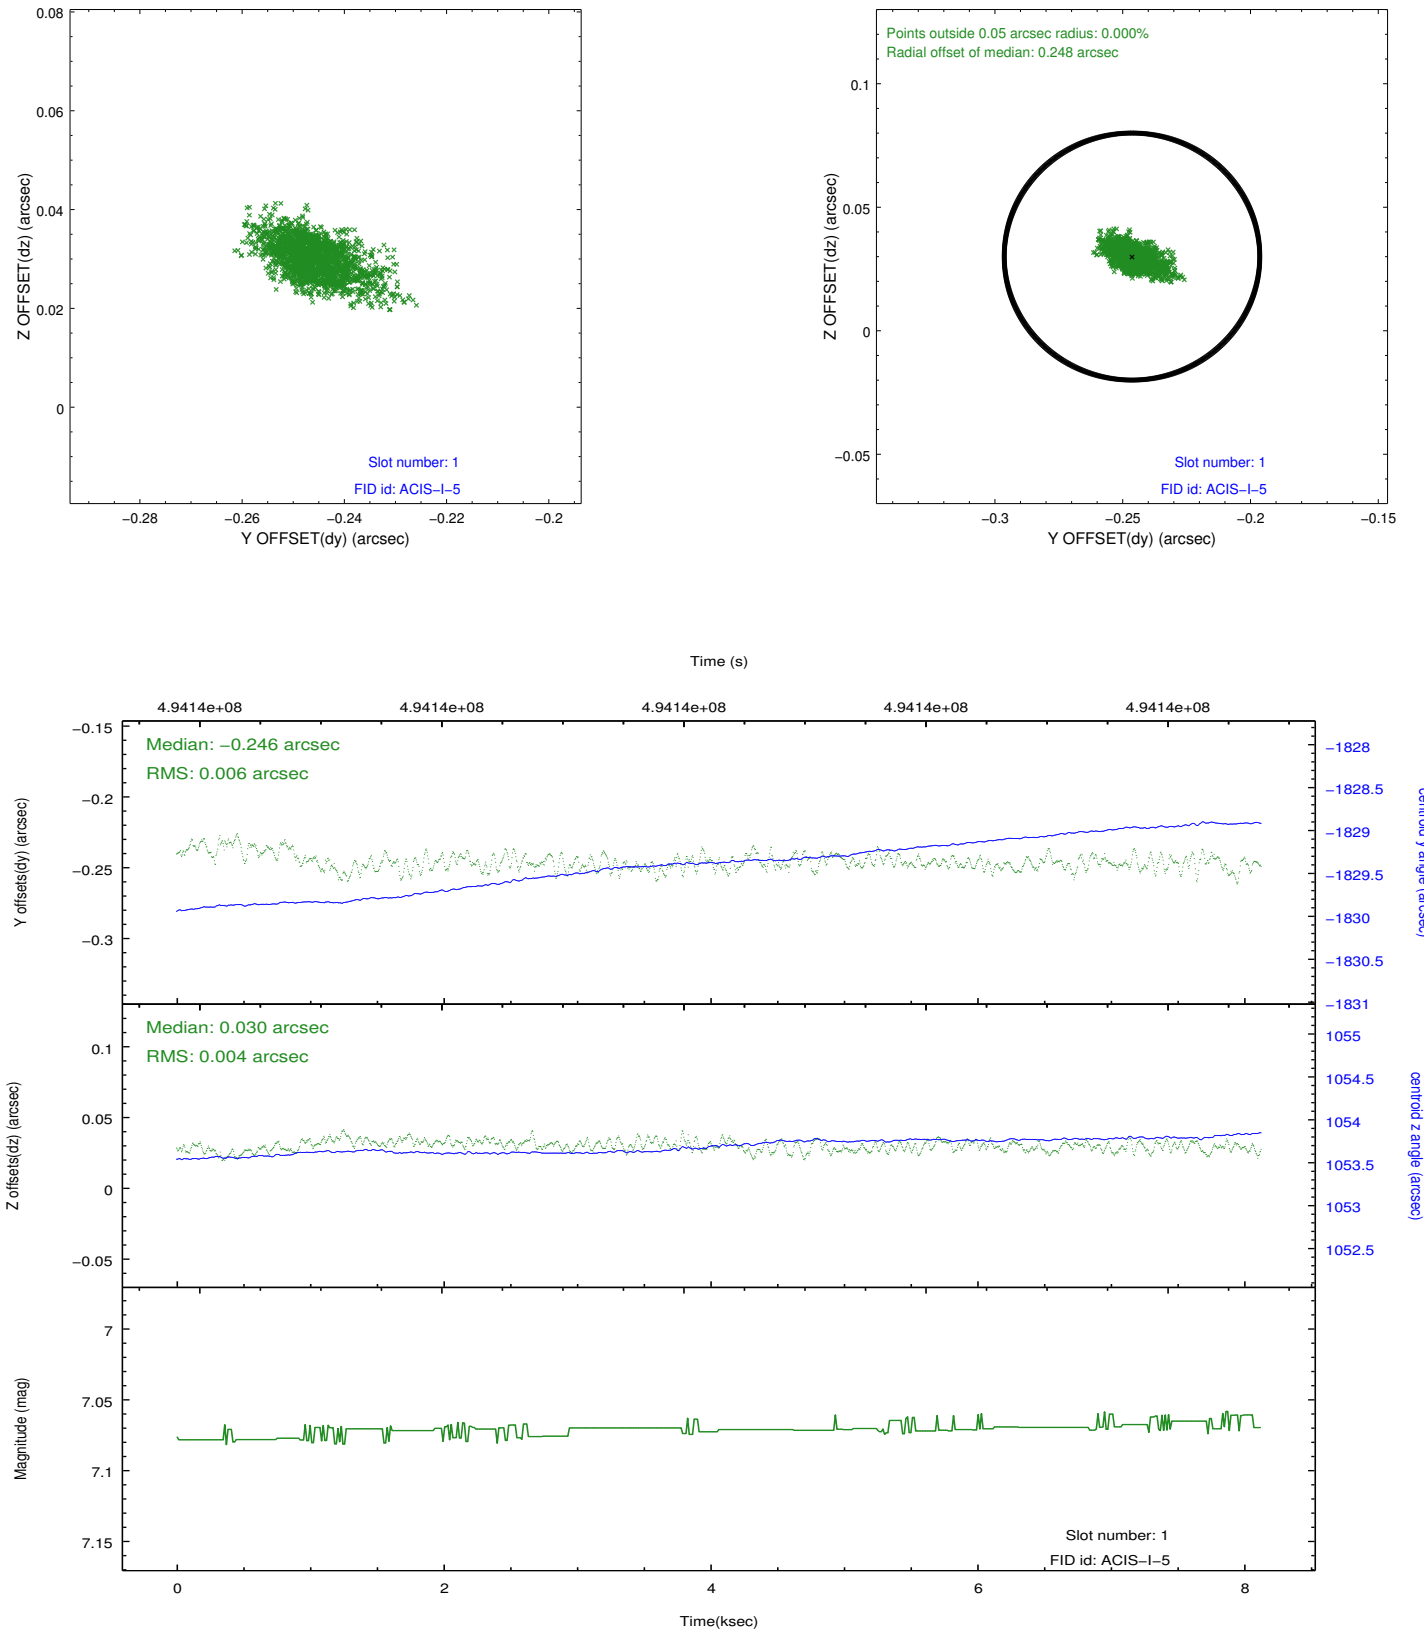 0.08
0.06
0.04
0.02
0
Z OFFSET(dz) (arcsec)
Slot number: 1
FID id: ACIS−I−5
−0.28
−0.26
−0.24
−0.22
−0.2
Y OFFSET(dy) (arcsec)
Points outside 0.05 arcsec radius: 0.000%
Radial offset of median: 0.248 arcsec
0.1
0.05
0
−0.05
Z OFFSET(dz) (arcsec)
Slot number: 1
FID id: ACIS−I−5
−0.3
−0.25
−0.2
−0.15
Y OFFSET(dy) (arcsec)
Time (s)
4.9414e+08
4.9414e+08
4.9414e+08
4.9414e+08
4.9414e+08
−0.15
−0.2
−0.25
−0.3
Y offsets(dy) (arcsec)
Median: −0.246 arcsec
RMS: 0.006 arcsec
−1828
−1828.5
−1829
−1829.5
−1830
−1830.5
−1831
centroid y angle (arcsec)
0.1
0.05
0
−0.05
Z offsets(dz) (arcsec)
Median: 0.030 arcsec
RMS: 0.004 arcsec
1055
1054.5
1054
1053.5
1053
1052.5
centroid z angle (arcsec)
7
7.05
7.1
7.15
Magnitude (mag)
Slot number: 1
FID id: ACIS−I−5
0
2
4
6
8
Time(ksec)